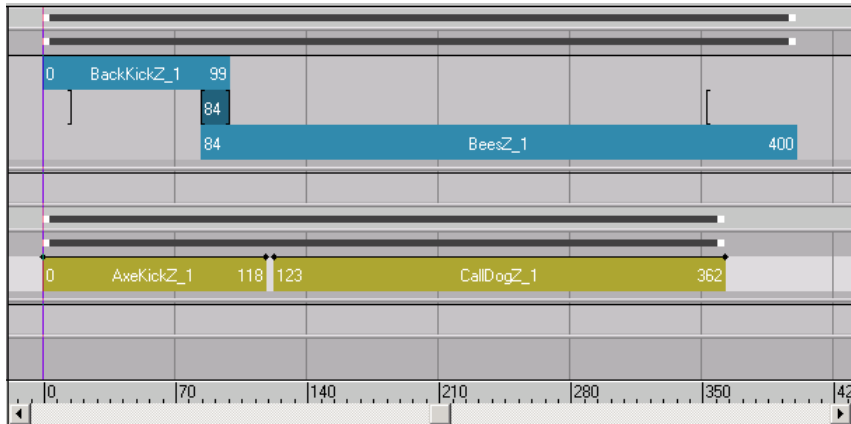 0 BackKickZ_1 99
84
84 BeesZ_1 400
0 AxeKickZ_1 118 123 CallDogZ_1 362
0 70 140 210 280 350 42